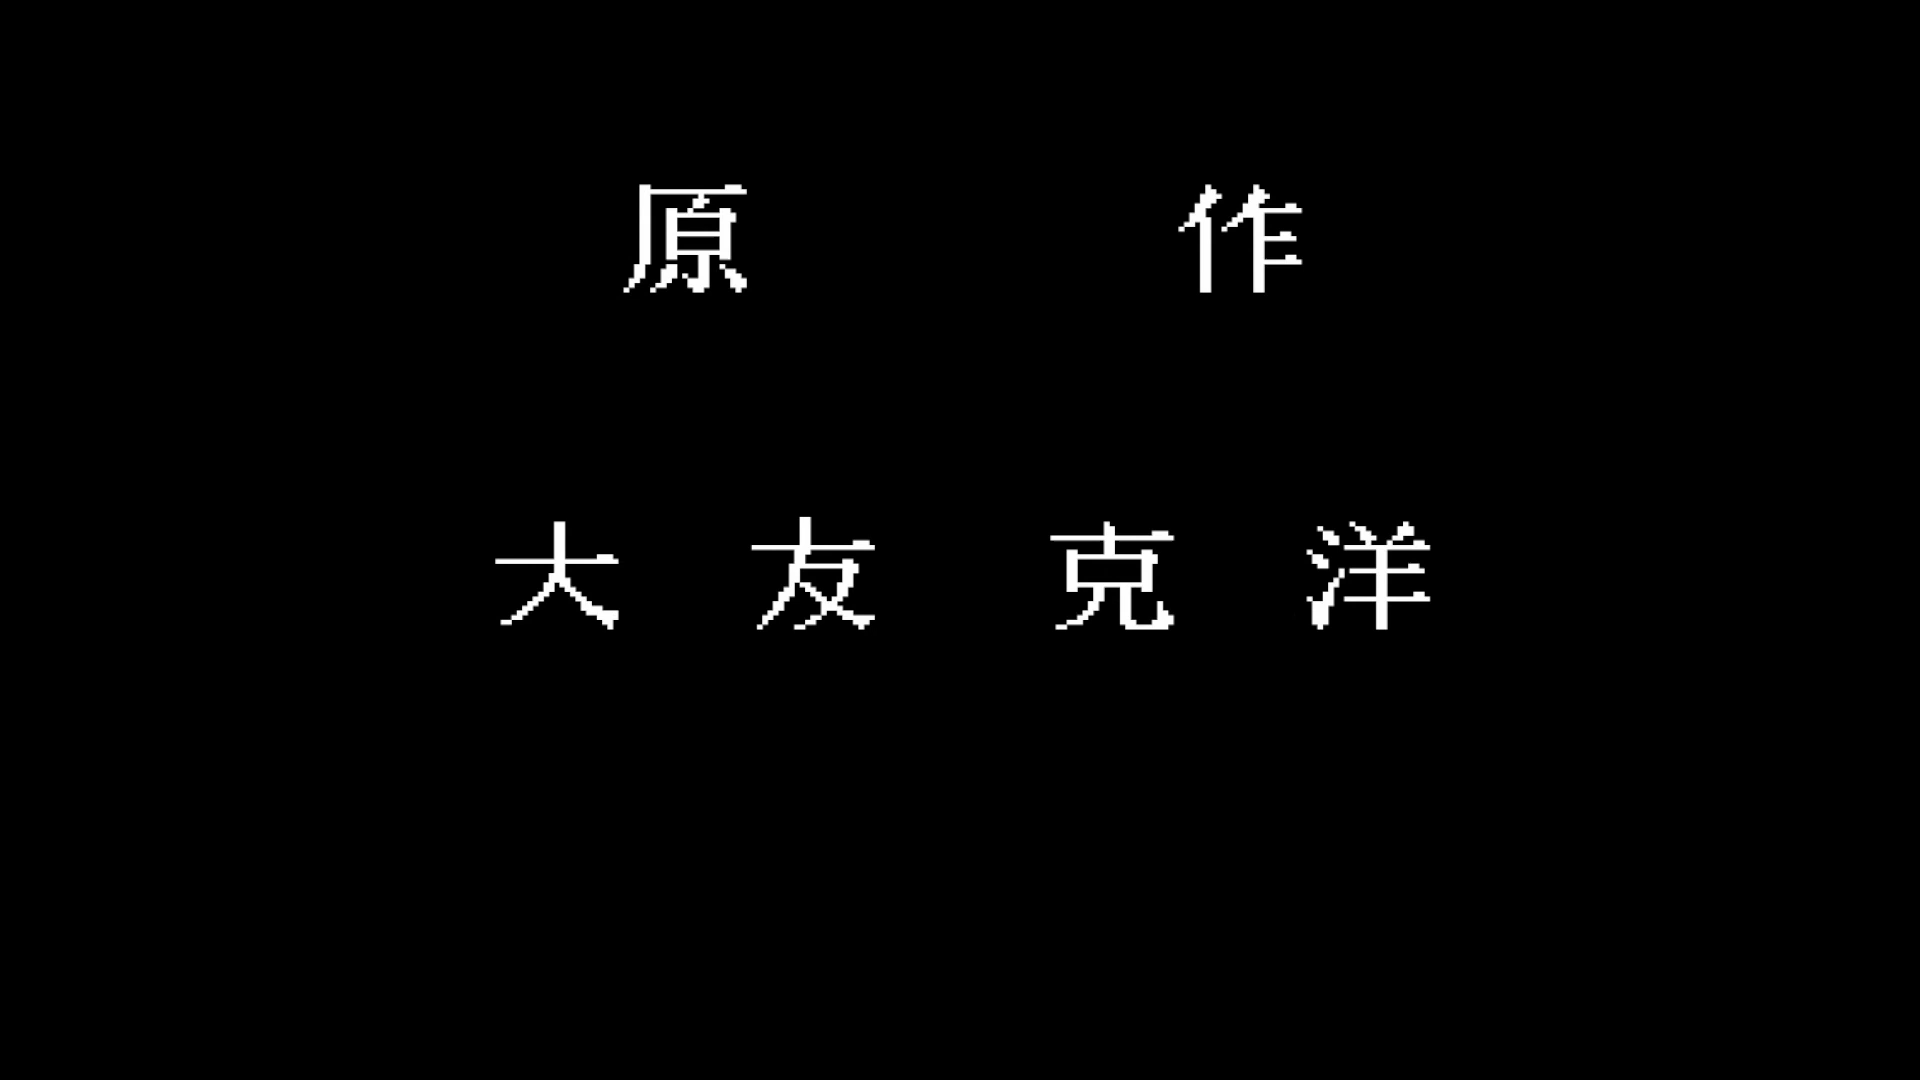 原 作
大 友 克 洋